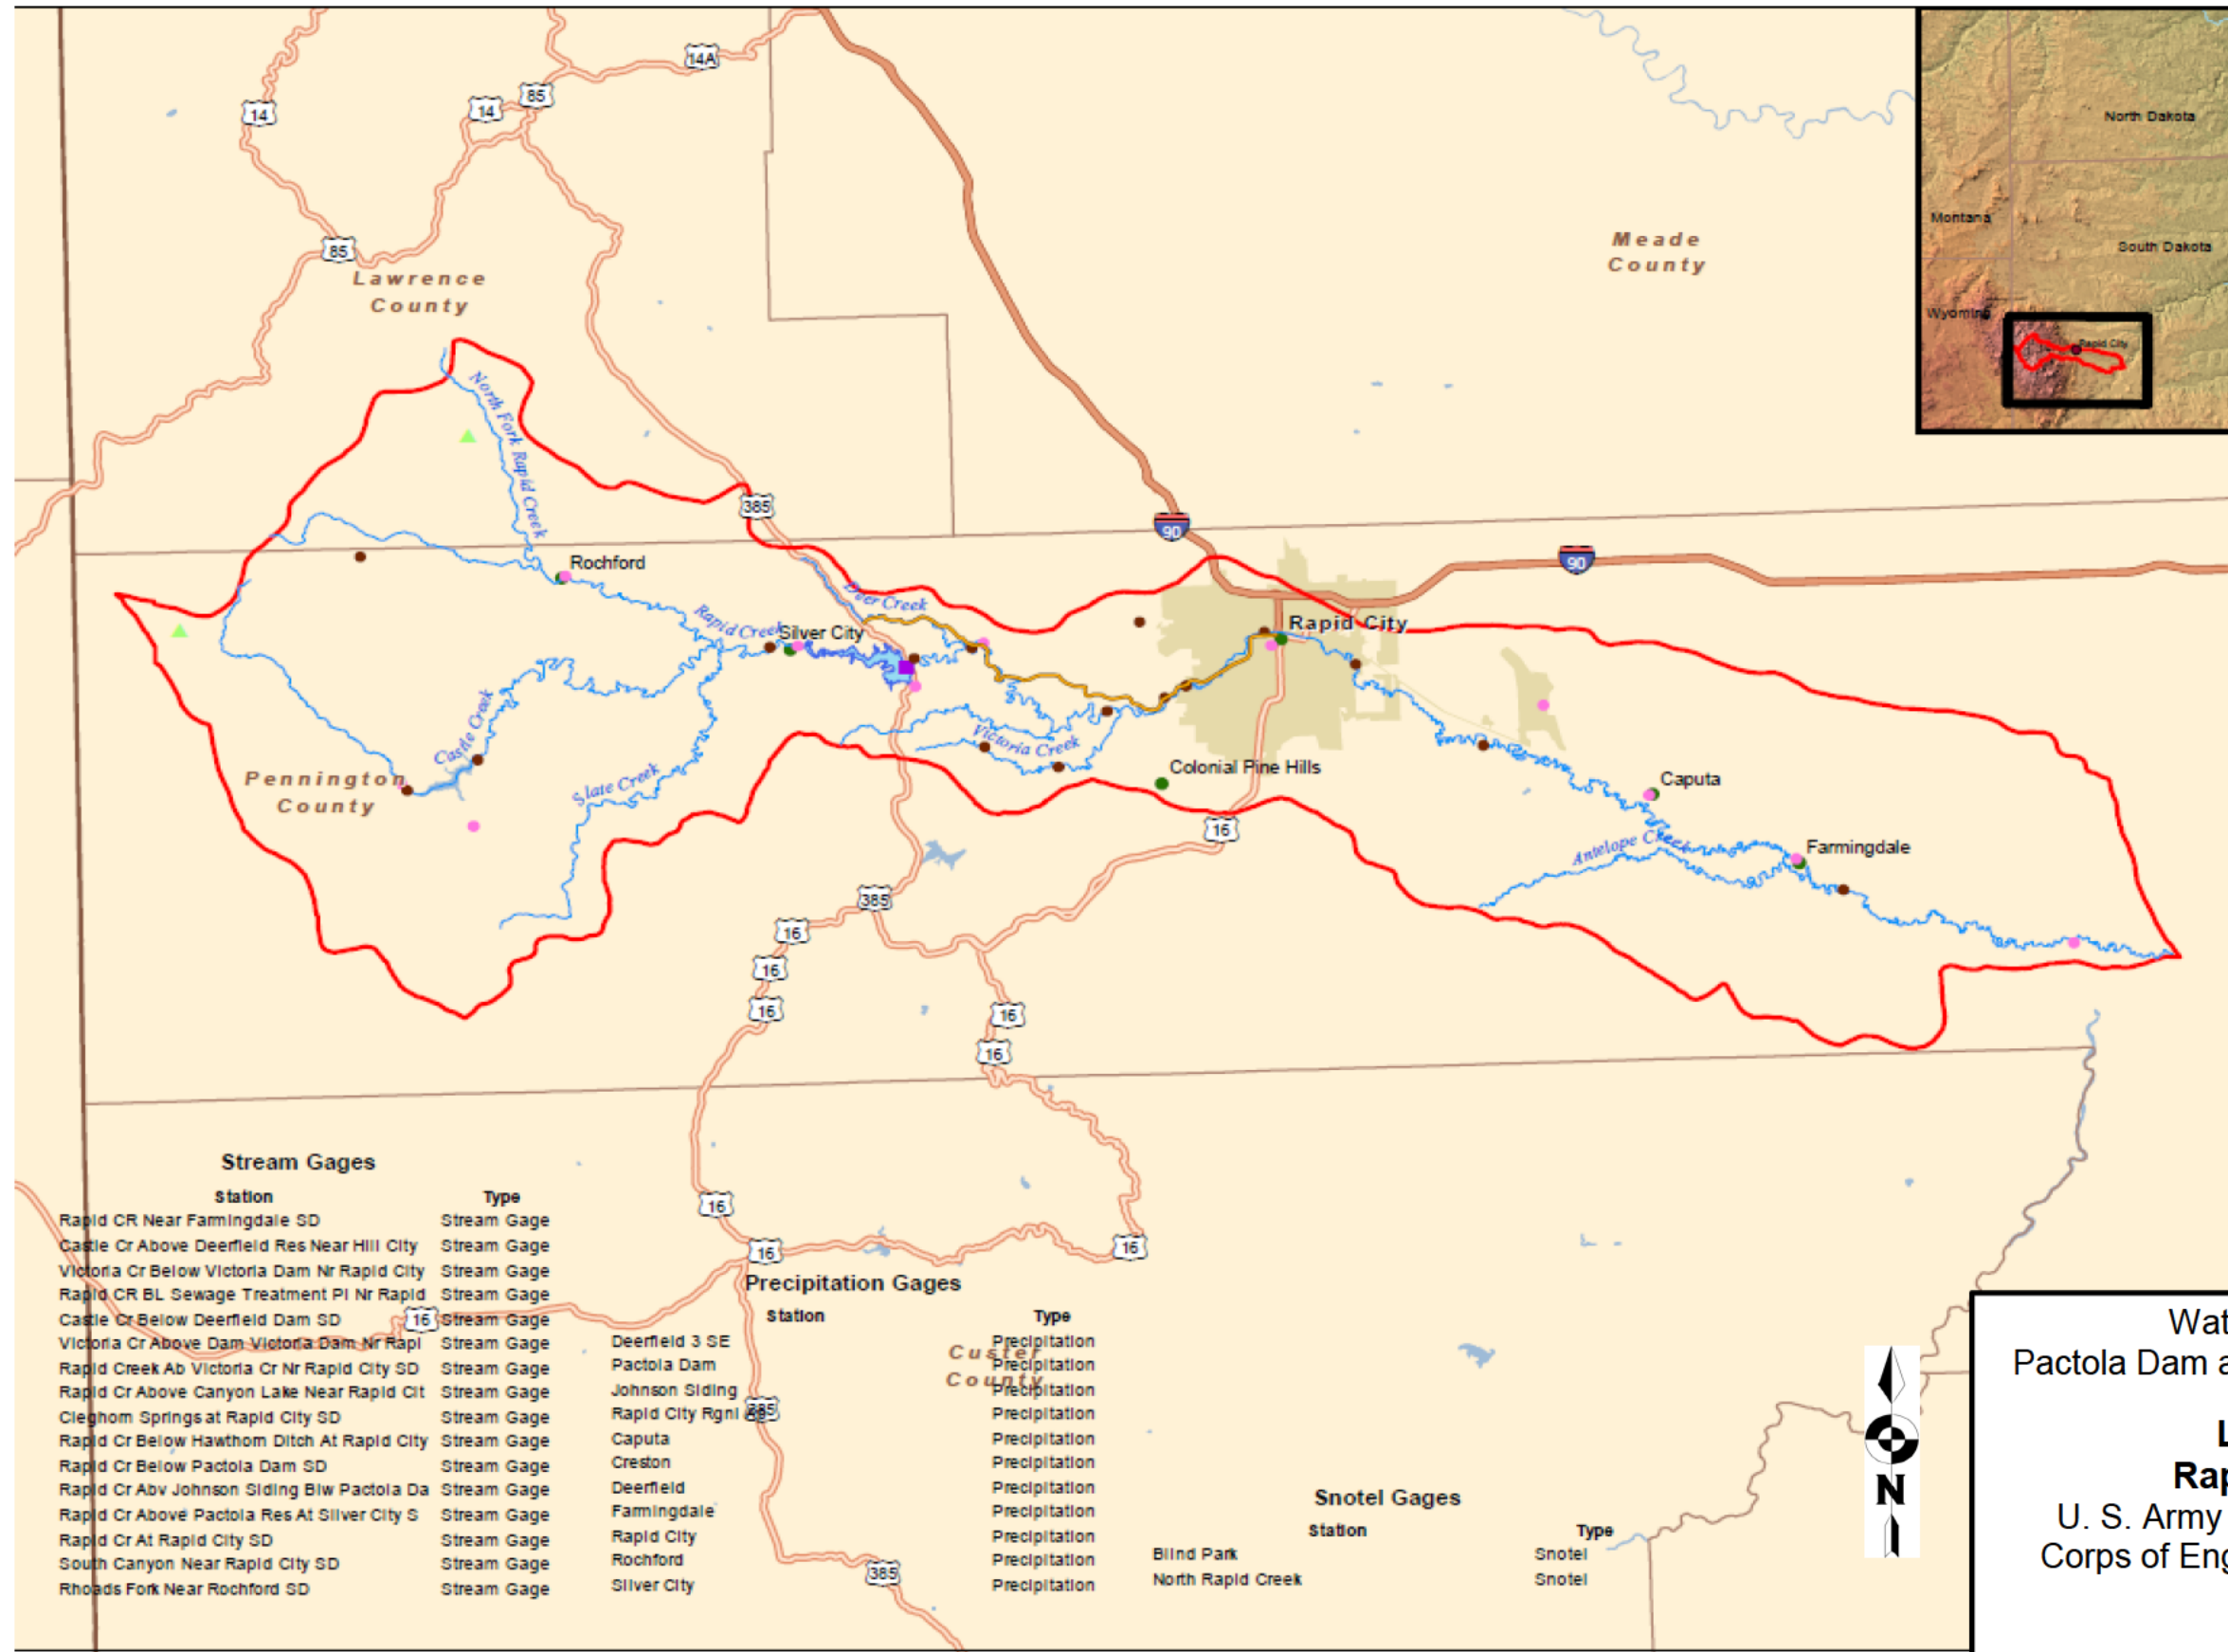 14A
14
14
85
85
North Dakota
Montana
South Dakota
Wyoming
Rapid City
Meade
County
Lawrence
County
North Fork Rapid Creek
385
90
90
Rochford
Deer Creek
Rapid Creek
Silver City
Rapid City
Castle Creek
Victoria Creek
Pennington
County
Slate Creek
Colonial Pine Hills
Caputa
16
Antelope Creek
Farmingdale
385
16
16
16
16
16
16
16
16
Stream Gages
Station Type
Rapid CR Near Farmingdale SD Stream Gage
Castle Cr Above Deerfield Res Near Hill City Stream Gage
Victoria Cr Below Victoria Dam Nr Rapid City Stream Gage
Rapid CR BL Sewage Treatment Pl Nr Rapid Stream Gage
Castle Cr Below Deerfield Dam SD 16 Stream Gage
Victoria Cr Above Dam Victoria Dam Nr Rapi Stream Gage
Rapid Creek Ab Victoria Cr Nr Rapid City SD Stream Gage
Rapid Cr Above Canyon Lake Near Rapid Cit Stream Gage
Cleghorn Springs at Rapid City SD Stream Gage
Rapid Cr Below Hawthorn Ditch At Rapid City Stream Gage
Rapid Cr Below Pactola Dam SD Stream Gage
Rapid Cr Abv Johnson Siding Blw Pactola Da Stream Gage
Rapid Cr Above Pactola Res At Silver City S Stream Gage
Rapid Cr At Rapid City SD Stream Gage
South Canyon Near Rapid City SD Stream Gage
Rhoads Fork Near Rochford SD Stream Gage
Precipitation Gages
Station Type
Deerfield 3 SE Precipitation
Pactola Dam Precipitation
Johnson Siding Precipitation
Rapid City Rgnl Precipitation
Caputa Precipitation
Creston Precipitation
Deerfield Precipitation
Farmingdale Precipitation
Rapid City Precipitation
Rochford Precipitation
Silver City Precipitation
Custer
County
385
385
Snotel Gages
Station Type
Blind Park Snotel
North Rapid Creek Snotel
N
Wat
Pactola Dam a
L
Rap
U. S. Army
Corps of Eng